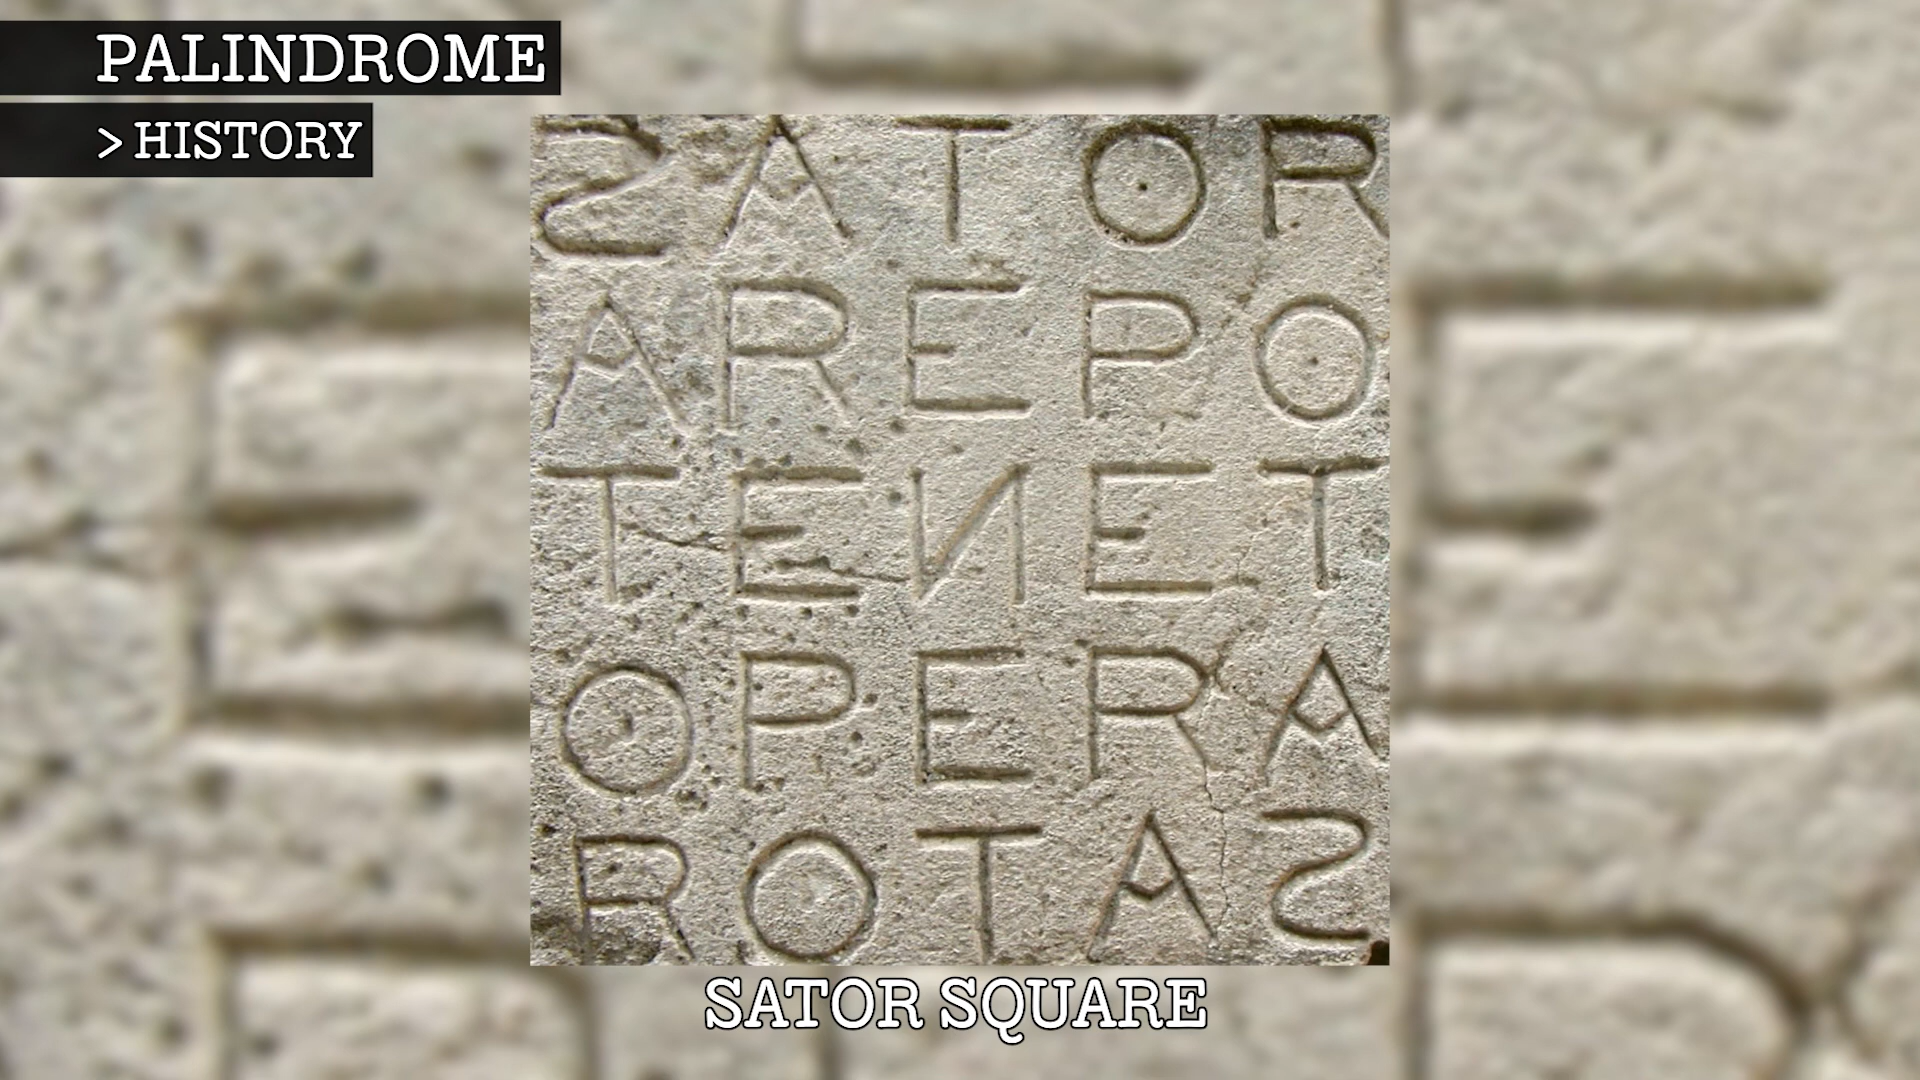 PALINDROME
> HISTORY
SATOR
AREPO
TENET
OPERA
ROTAS
SATOR SQUARE